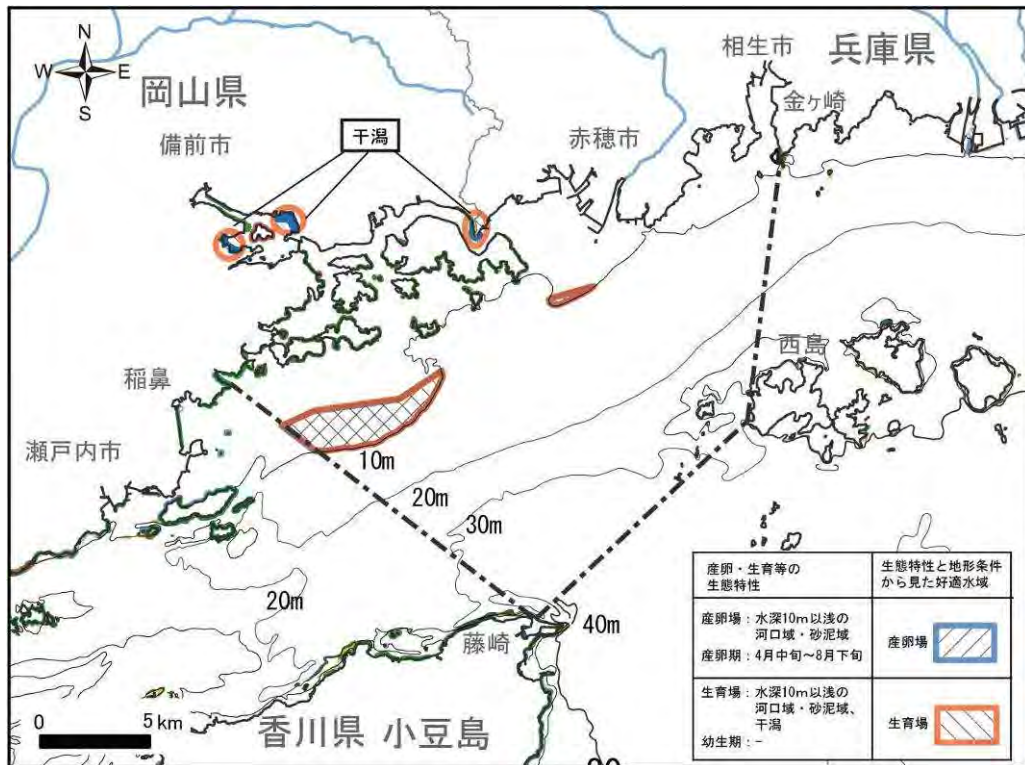 N
W E
S
岡山県
備前市
干潟
相生市
兵庫県
金ヶ崎
赤穂市
西島
稲鼻
瀬戸内市
10m
20m
30m
20m
40m
藤崎
0 5km
香川県 小豆島
産卵・生育等の
生態特性
生態特性と地形条件
から見た好適水域
産卵場：水深10m以浅の
河口域・砂泥域
産卵期：4月中旬～8月下旬
産卵場
生育場：水深10m以浅の
河口域・砂泥域、
干潟
幼生期：－
生育場